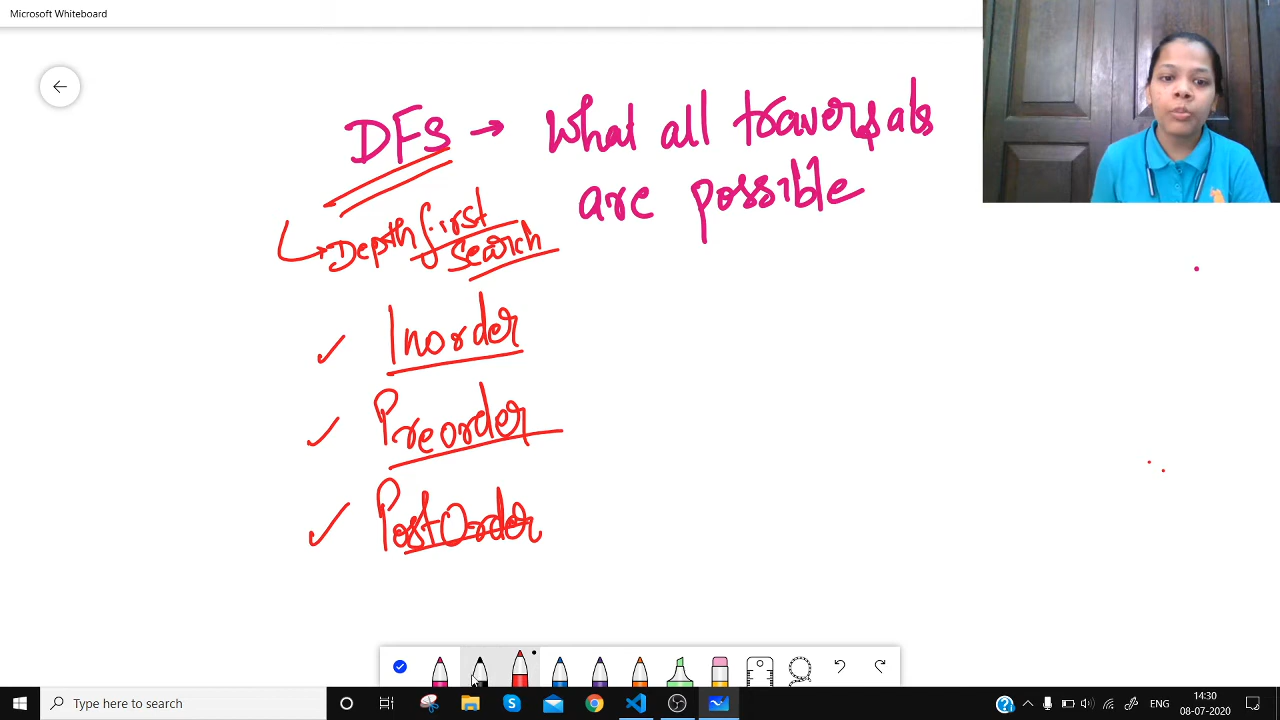 Microsoft Whiteboard
DFS → What all traversals
are possible
Depth first
Search
Inorder
Preorder
PostOrder
Type here to search
ENG
14:30
08-07-2020